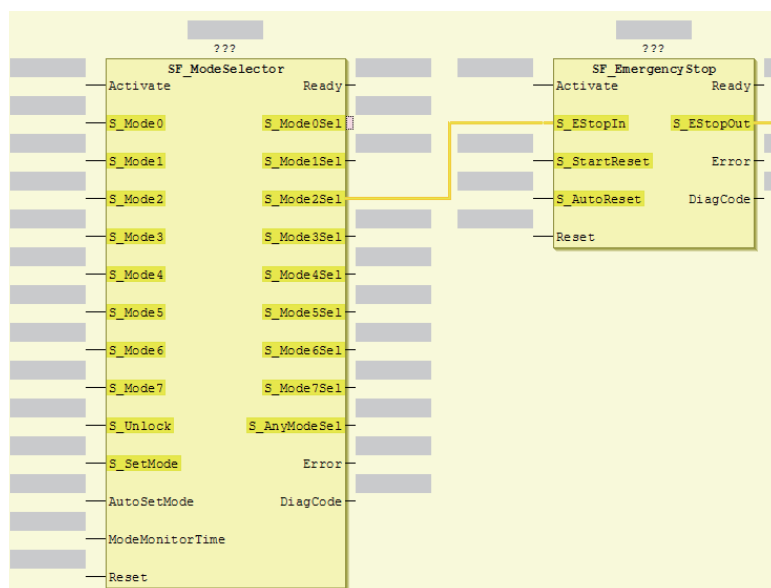 ???
SF_ModeSelector
Activate Ready
S_Mode0 S_Mode0Sel
S_Mode1 S_Mode1Sel
S_Mode2 S_Mode2Sel
S_Mode3 S_Mode3Sel
S_Mode4 S_Mode4Sel
S_Mode5 S_Mode5Sel
S_Mode6 S_Mode6Sel
S_Mode7 S_Mode7Sel
S_Unlock S_AnyModeSel
S_SetMode Error
AutoSetMode DiagCode
ModeMonitorTime
Reset
???
SF_EmergencyStop
Activate Ready
S_EStopIn S_EStopOut
S_StartReset Error
S_AutoReset DiagCode
Reset